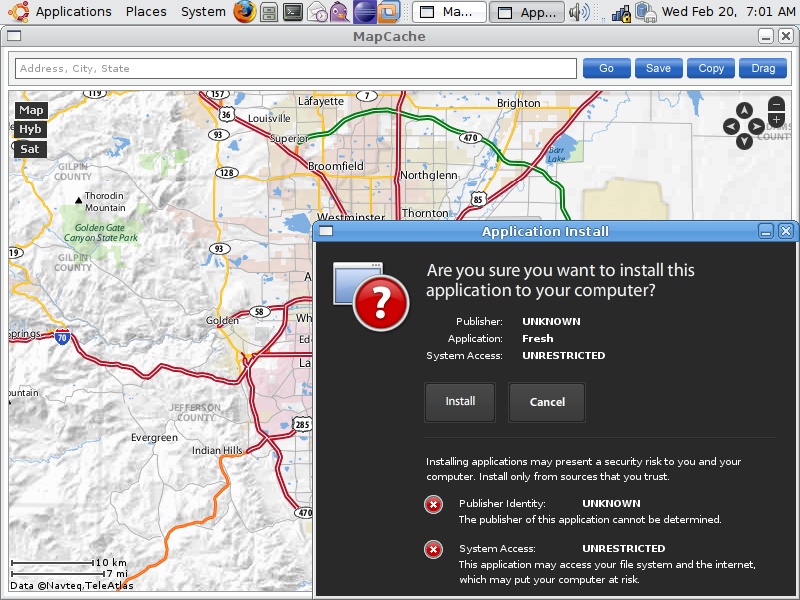 Applications Places System Ma... App... Wed Feb 20, 7:01 AM
MapCache
Address, City, State Go Save Copy Drag
Map
Hyb
Sat
119
157
36
93
128
93
Lafayette
7
Louisville
Superior
Brighton
470
Barr
Lake
Broomfield
Northglenn
85
Westminster
Thornton
COUNTY
GILPIN
COUNTY
Thorodin
Mountain
Golden Gate
Canyon State Park
GILPIN
COUNTY
19
58
Golden
70
JEFFERSON
COUNTY
285
Evergreen
Indian Hills
470
10 km
7 mi
Data ©Navteq,TeleAtlas
Application Install
Are you sure you want to install this
application to your computer?
Publisher: UNKNOWN
Application: Fresh
System Access: UNRESTRICTED
Install Cancel
Installing applications may present a security risk to you and your
computer. Install only from sources that you trust.
Publisher Identity: UNKNOWN
The publisher of this application cannot be determined.
System Access: UNRESTRICTED
This application may access your file system and the internet,
which may put your computer at risk.